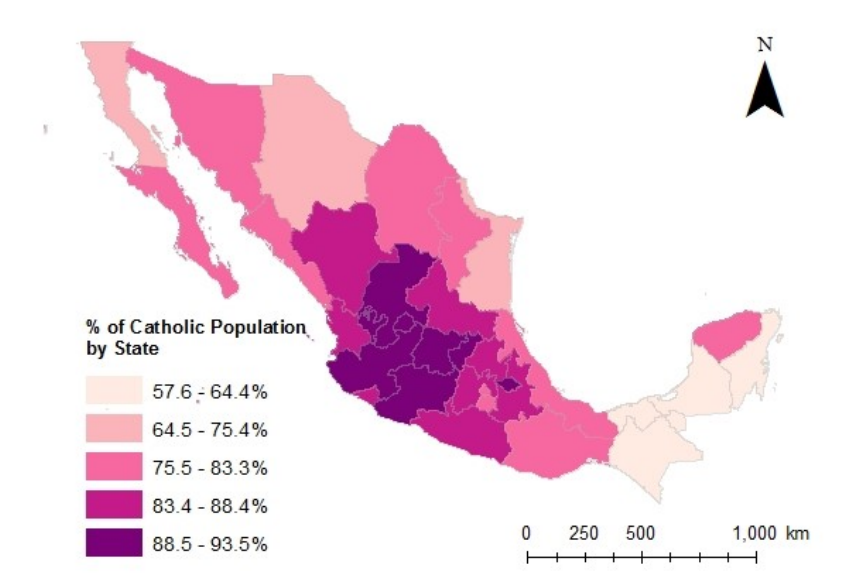 N
% of Catholic Population
by State
57.6 - 64.4%
64.5 - 75.4%
75.5 - 83.3%
83.4 - 88.4%
88.5 - 93.5%
0 250 500 1,000 km